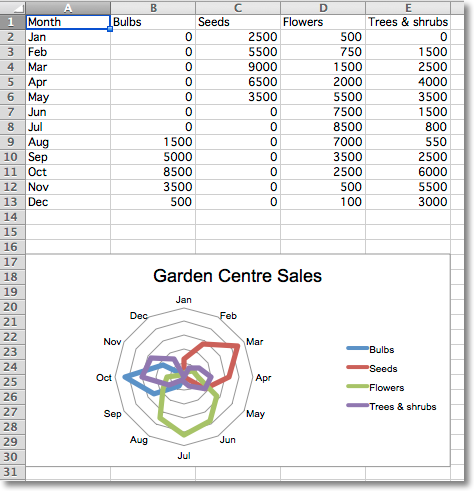 A B C D E
1 Month Bulbs Seeds Flowers Trees & shrubs
2 Jan 0 2500 500 0
3 Feb 0 5500 750 1500
4 Mar 0 9000 1500 2500
5 Apr 0 6500 2000 4000
6 May 0 3500 5500 3500
7 Jun 0 0 7500 1500
8 Jul 0 0 8500 800
9 Aug 1500 0 7000 550
10 Sep 5000 0 3500 2500
11 Oct 8500 0 2500 6000
12 Nov 3500 0 500 5500
13 Dec 500 0 100 3000
14
15
16
17
18 Garden Centre Sales
19
20 Jan
21 Dec Feb
22 Nov Mar
23 Bulbs
24 Seeds
25 Oct Apr
26 Flowers
27 Trees & shrubs
28 Sep May
29 Aug Jun
30 Jul
31